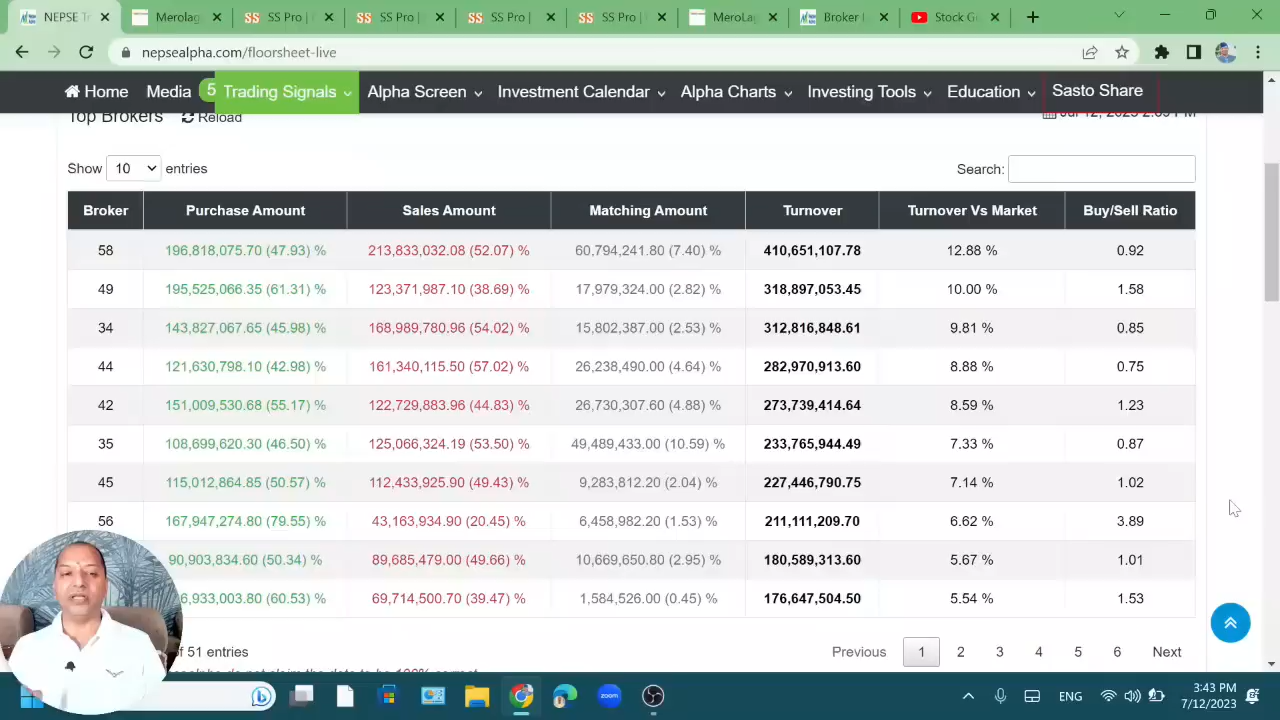 NEPSE T
Merolag
SS Pro |
SS Pro |
SS Pro |
SS Pro |
MeroLag
Broker
Stock G
nepsealpha.com/floorsheet-live
Home Media 5 Trading Signals Alpha Screen Investment Calendar Alpha Charts Investing Tools Education Sasto Share
Top Brokers Reload
Show 10 entries Search:
Broker Purchase Amount Sales Amount Matching Amount Turnover Turnover Vs Market Buy/Sell Ratio
58 196,818,075.70 (47.93) % 213,833,032.08 (52.07) % 60,794,241.80 (7.40) % 410,651,107.78 12.88 % 0.92
49 195,525,066.35 (61.31) % 123,371,987.10 (38.69) % 17,979,324.00 (2.82) % 318,897,053.45 10.00 % 1.58
34 143,827,067.65 (45.98) % 168,989,780.96 (54.02) % 15,802,387.00 (2.53) % 312,816,848.61 9.81 % 0.85
44 121,630,798.10 (42.98) % 161,340,115.50 (57.02) % 26,238,490.00 (4.64) % 282,970,913.60 8.88 % 0.75
42 151,009,530.68 (55.17) % 122,729,883.96 (44.83) % 26,730,307.60 (4.88) % 273,739,414.64 8.59 % 1.23
35 108,699,620.30 (46.50) % 125,066,324.19 (53.50) % 49,489,433.00 (10.59) % 233,765,944.49 7.33 % 0.87
45 115,012,864.85 (50.57) % 112,433,925.90 (49.43) % 9,283,812.20 (2.04) % 227,446,790.75 7.14 % 1.02
56 167,947,274.80 (79.55) % 43,163,934.90 (20.45) % 6,458,982.20 (1.53) % 211,111,209.70 6.62 % 3.89
90,903,834.60 (50.34) % 89,685,479.00 (49.66) % 10,669,650.80 (2.95) % 180,589,313.60 5.67 % 1.01
6,933,003.80 (60.53) % 69,714,500.70 (39.47) % 1,584,526.00 (0.45) % 176,647,504.50 5.54 % 1.53
of 51 entries Previous 1 2 3 4 5 6 Next
zoom
ENG
3:43 PM
7/12/2023